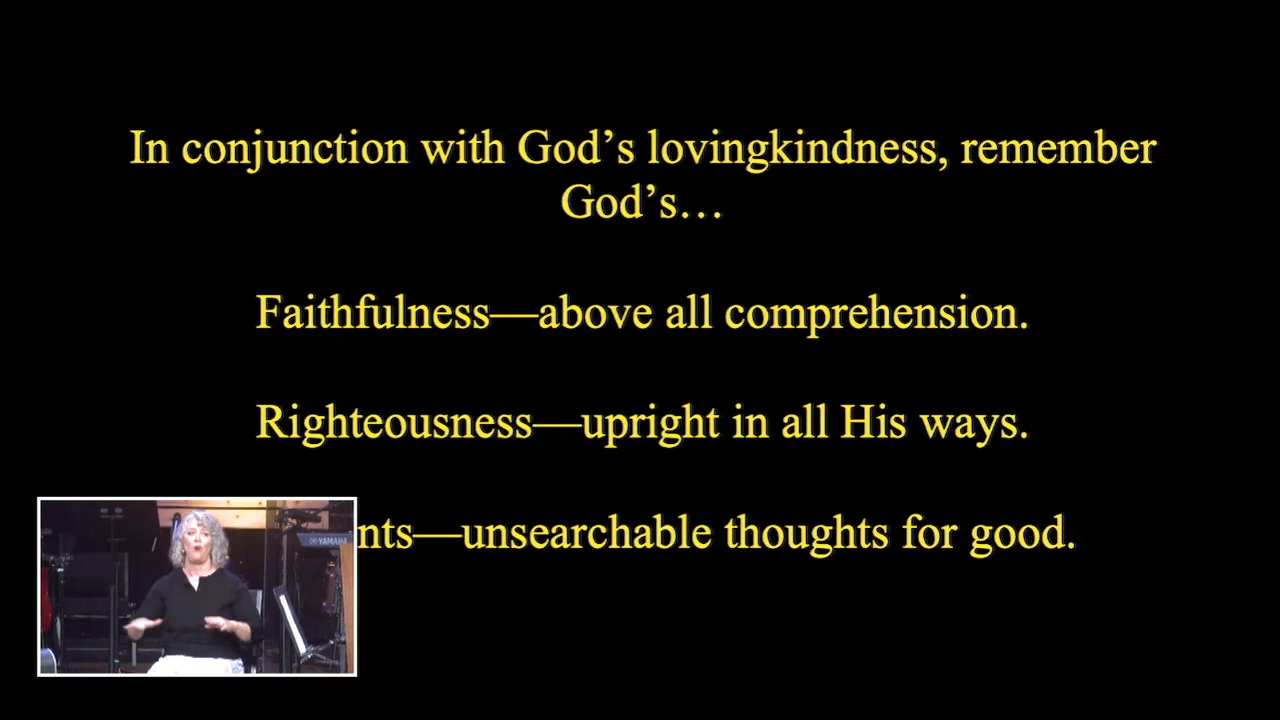 In conjunction with God’s lovingkindness, remember
God’s…
Faithfulness—above all comprehension.
Righteousness—upright in all His ways.
—unsearchable thoughts for good.
YAMAHA